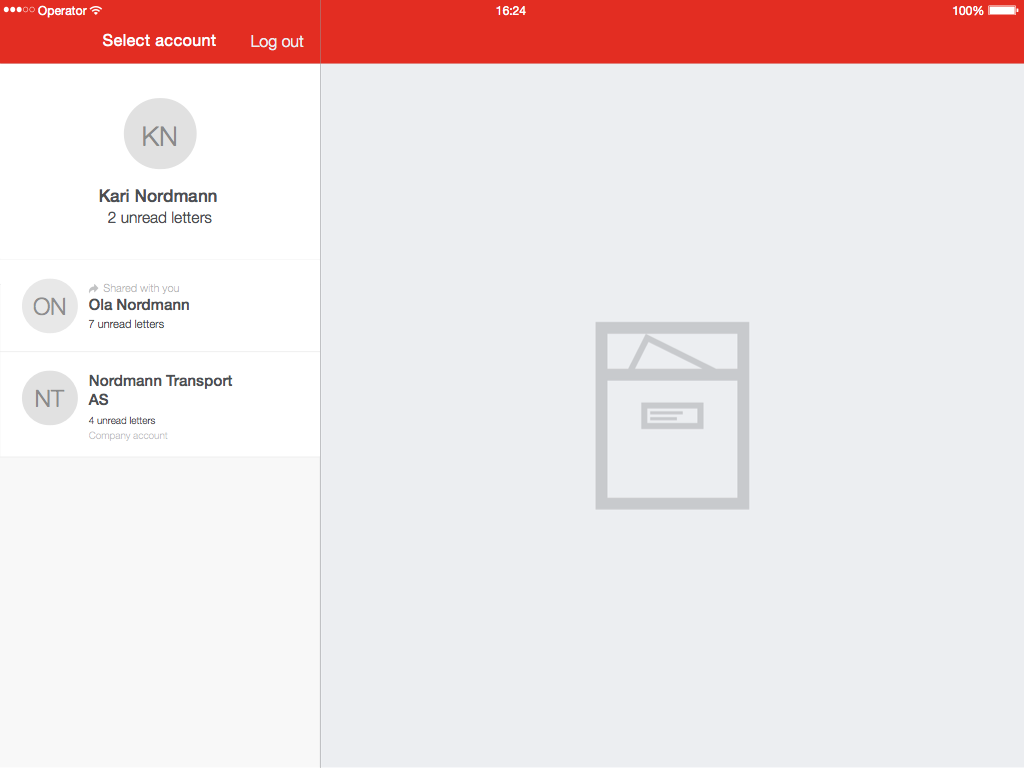 Operator
16:24
100%
Select account
Log out
KN
Kari Nordmann
2 unread letters
ON
Shared with you
Ola Nordmann
7 unread letters
NT
Nordmann Transport
AS
4 unread letters
Company account